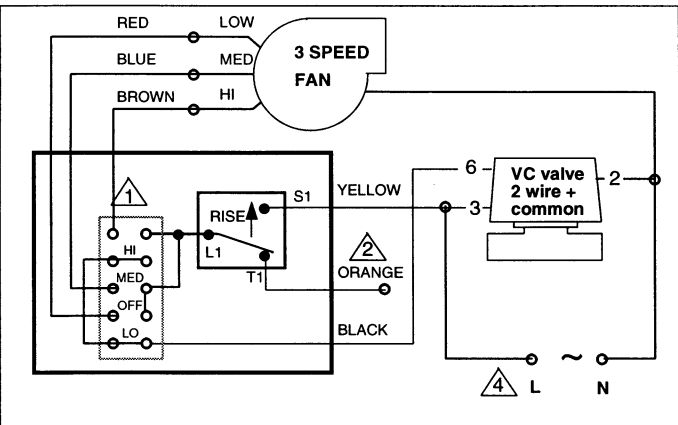 RED LOW
BLUE MED
BROWN HI
3 SPEED
FAN
1
HI
MED
OFF
LO
RISE
S1
L1
T1
YELLOW
2
ORANGE
BLACK
6
3
VC valve
2 wire +
common
2
4 L ~ N